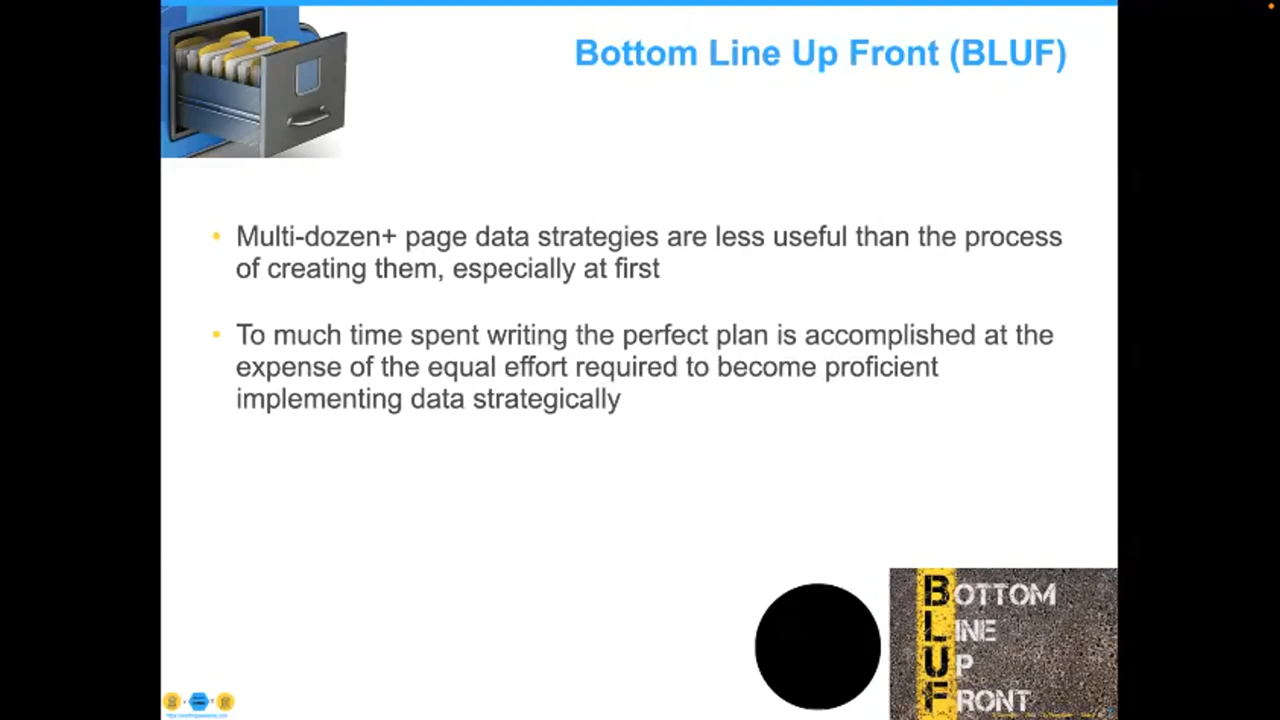 Bottom Line Up Front (BLUF)
• Multi-dozen+ page data strategies are less useful than the process
of creating them, especially at first
• To much time spent writing the perfect plan is accomplished at the
expense of the equal effort required to become proficient
implementing data strategically
BOTTOM
LINE
UP
FRONT